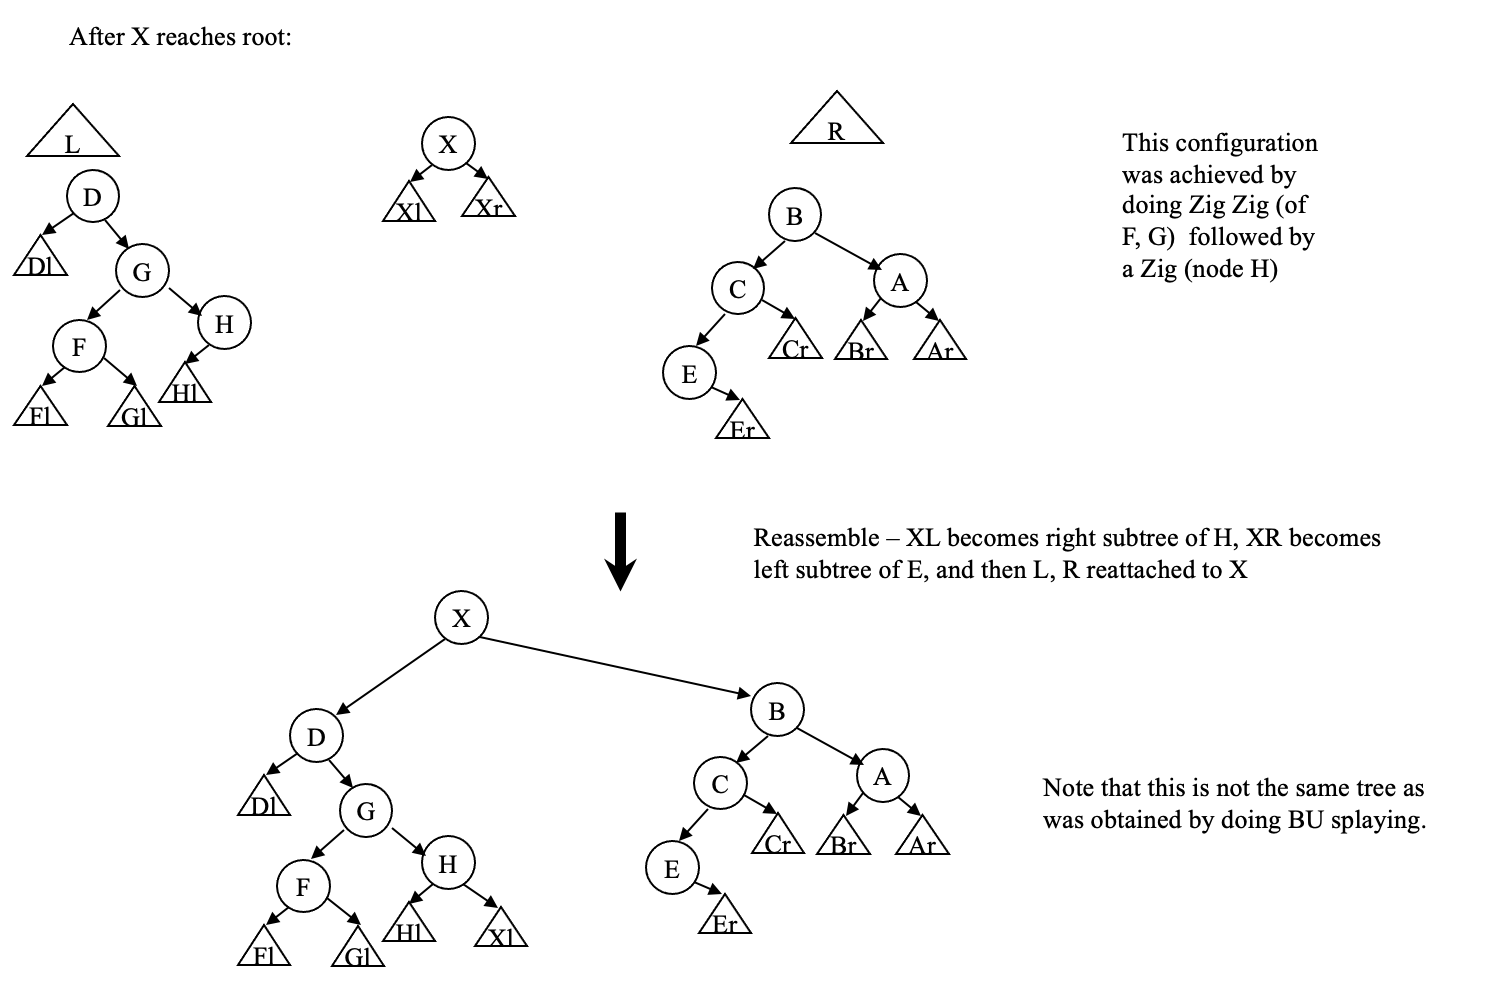 After X reaches root:
L
X
R
D
Xl
Xr
B
Dl
G
C
A
F
H
E
Cr
Br
Ar
Fl
Gl
Hl
Er
This configuration
was achieved by
doing Zig Zig (of
F, G) followed by
a Zig (node H)
Reassemble – XL becomes right subtree of H, XR becomes
left subtree of E, and then L, R reattached to X
X
D
B
Dl
G
C
A
F
H
E
Cr
Br
Ar
Fl
Gl
Hl
Xl
Er
Note that this is not the same tree as
was obtained by doing BU splaying.